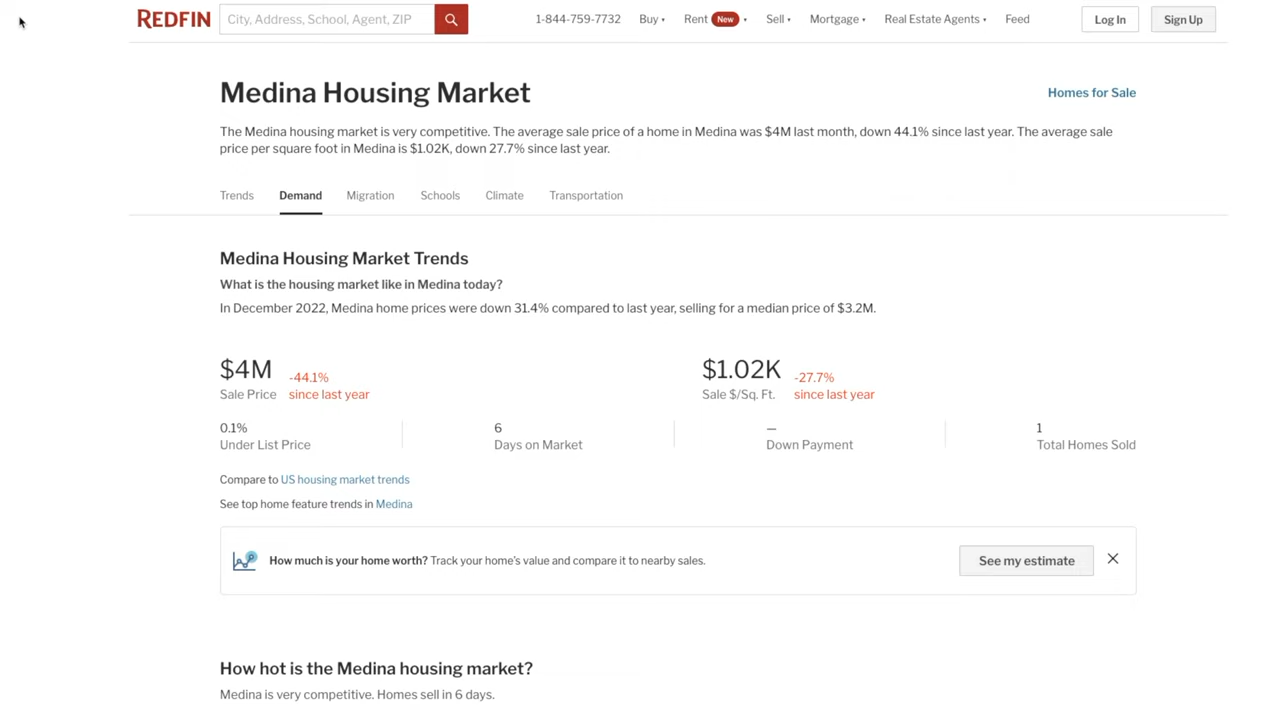 REDFIN
City, Address, School, Agent, ZIP
1-844-759-7732 Buy Rent New Sell Mortgage Real Estate Agents Feed
Log In Sign Up
Medina Housing Market
Homes for Sale
The Medina housing market is very competitive. The average sale price of a home in Medina was $4M last month, down 44.1% since last year. The average sale
price per square foot in Medina is $1.02K, down 27.7% since last year.
Trends Demand Migration Schools Climate Transportation
Medina Housing Market Trends
What is the housing market like in Medina today?
In December 2022, Medina home prices were down 31.4% compared to last year, selling for a median price of $3.2M.
$4M -44.1%
Sale Price since last year
$1.02K -27.7%
Sale $/Sq. Ft. since last year
0.1%
Under List Price
6
Days on Market
—
Down Payment
1
Total Homes Sold
Compare to US housing market trends
See top home feature trends in Medina
How much is your home worth? Track your home's value and compare it to nearby sales.
See my estimate
How hot is the Medina housing market?
Medina is very competitive. Homes sell in 6 days.